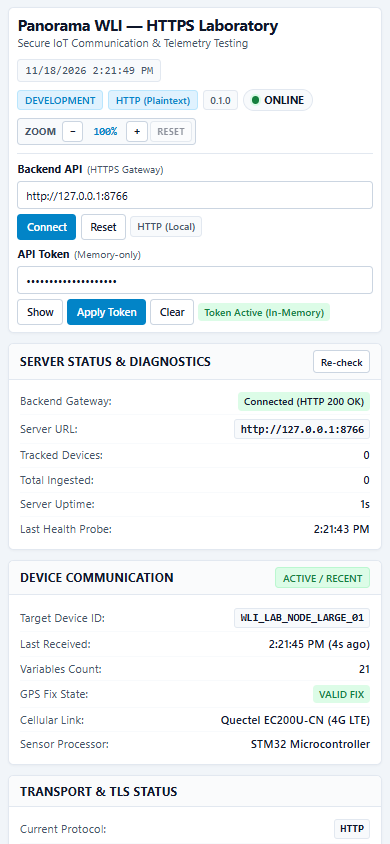 Panorama WLI — HTTPS Laboratory
Secure IoT Communication & Telemetry Testing
11/18/2026 2:21:49 PM
DEVELOPMENT HTTP (Plaintext) 0.1.0 ONLINE
ZOOM − 100% + RESET
Backend API (HTTPS Gateway)
http://127.0.0.1:8766
Connect Reset HTTP (Local)
API Token (Memory-only)
•••••••••••••••••••
Show Apply Token Clear Token Active (In-Memory)
SERVER STATUS & DIAGNOSTICS Re-check
Backend Gateway: Connected (HTTP 200 OK)
Server URL: http://127.0.0.1:8766
Tracked Devices: 0
Total Ingested: 0
Server Uptime: 1s
Last Health Probe: 2:21:43 PM
DEVICE COMMUNICATION ACTIVE / RECENT
Target Device ID: WLI_LAB_NODE_LARGE_01
Last Received: 2:21:45 PM (4s ago)
Variables Count: 21
GPS Fix State: VALID FIX
Cellular Link: Quectel EC200U-CN (4G LTE)
Sensor Processor: STM32 Microcontroller
TRANSPORT & TLS STATUS
Current Protocol: HTTP